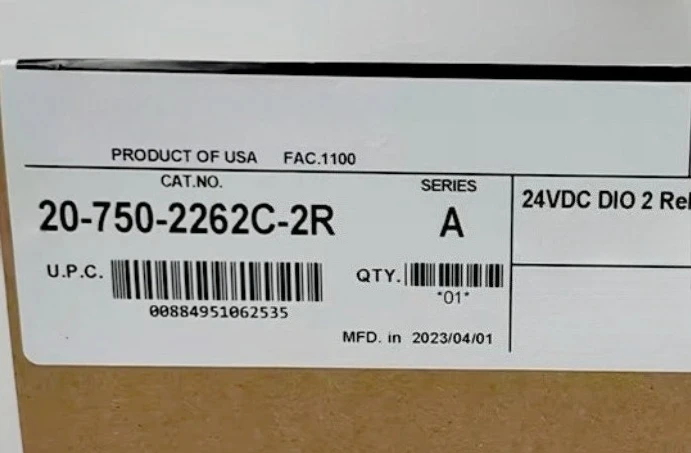 PRODUCT OF USA FAC.1100
CAT.NO.
20-750-2262C-2R
SERIES
A
24VDC DIO 2 Rel
U.P.C.
00884951062535
QTY.
*01*
MFD. in 2023/04/01